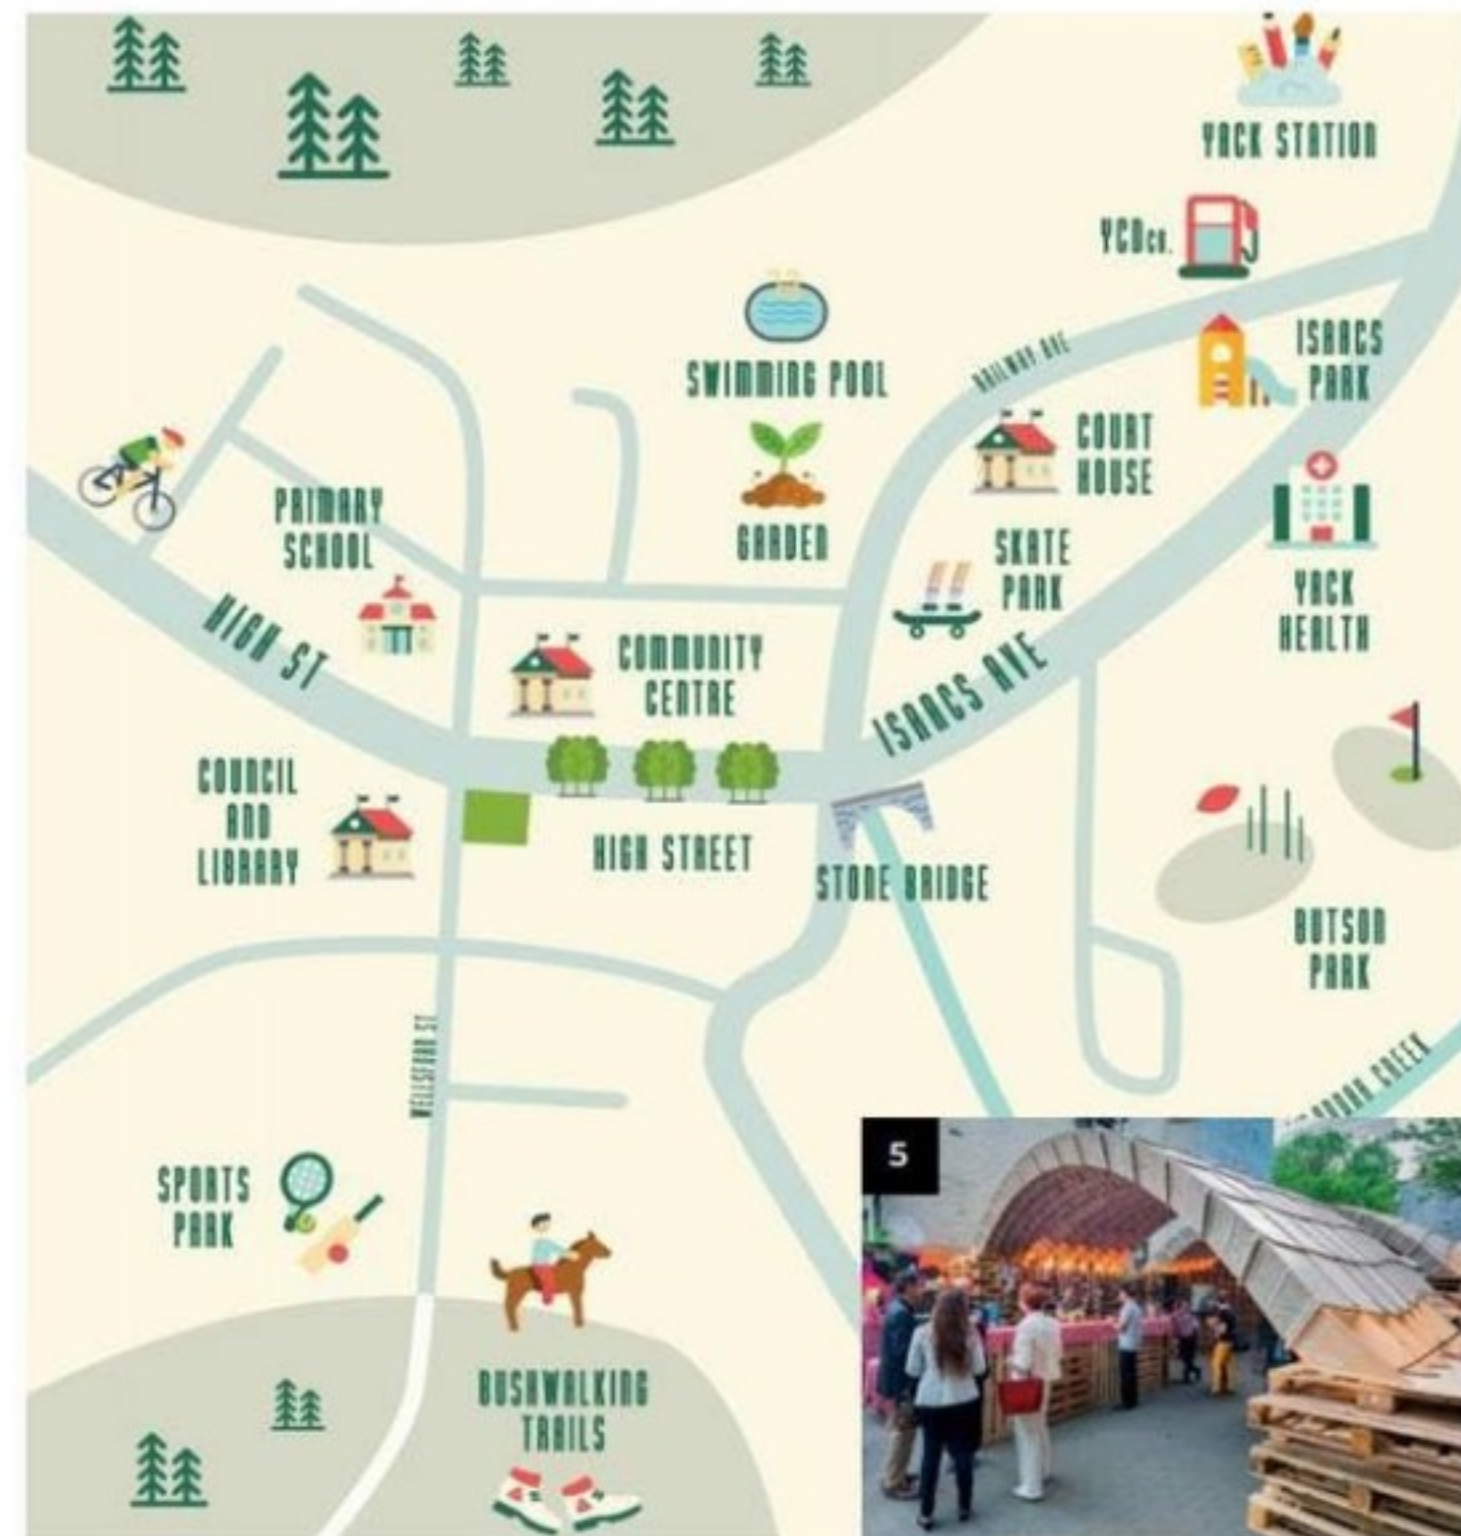 YACK STATION
YCDCO.
ISAACS
PARK
RAILWAY AVE
SWIMMING POOL
COURT
HOUSE
PRIMARY
SCHOOL
GARDEN
SKATE
PARK
YACK
HEALTH
HIGH ST
COMMUNITY
CENTRE
ISAACS AVE
COUNCIL
AND
LIBRARY
HIGH STREET
STONE BRIDGE
BUTSON
PARK
WELLSFORD ST
CREEK
5
SPORTS
PARK
BUSHWALKING
TRAILS